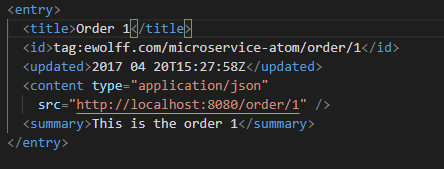 <entry>
<title>Order 1</title>
<id>tag:ewolff.com/microservice-atom/order/1</id>
<updated>2017 04 20T15:27:58Z</updated>
<content type="application/json"
src="http://localhost:8080/order/1" />
<summary>This is the order 1</summary>
</entry>